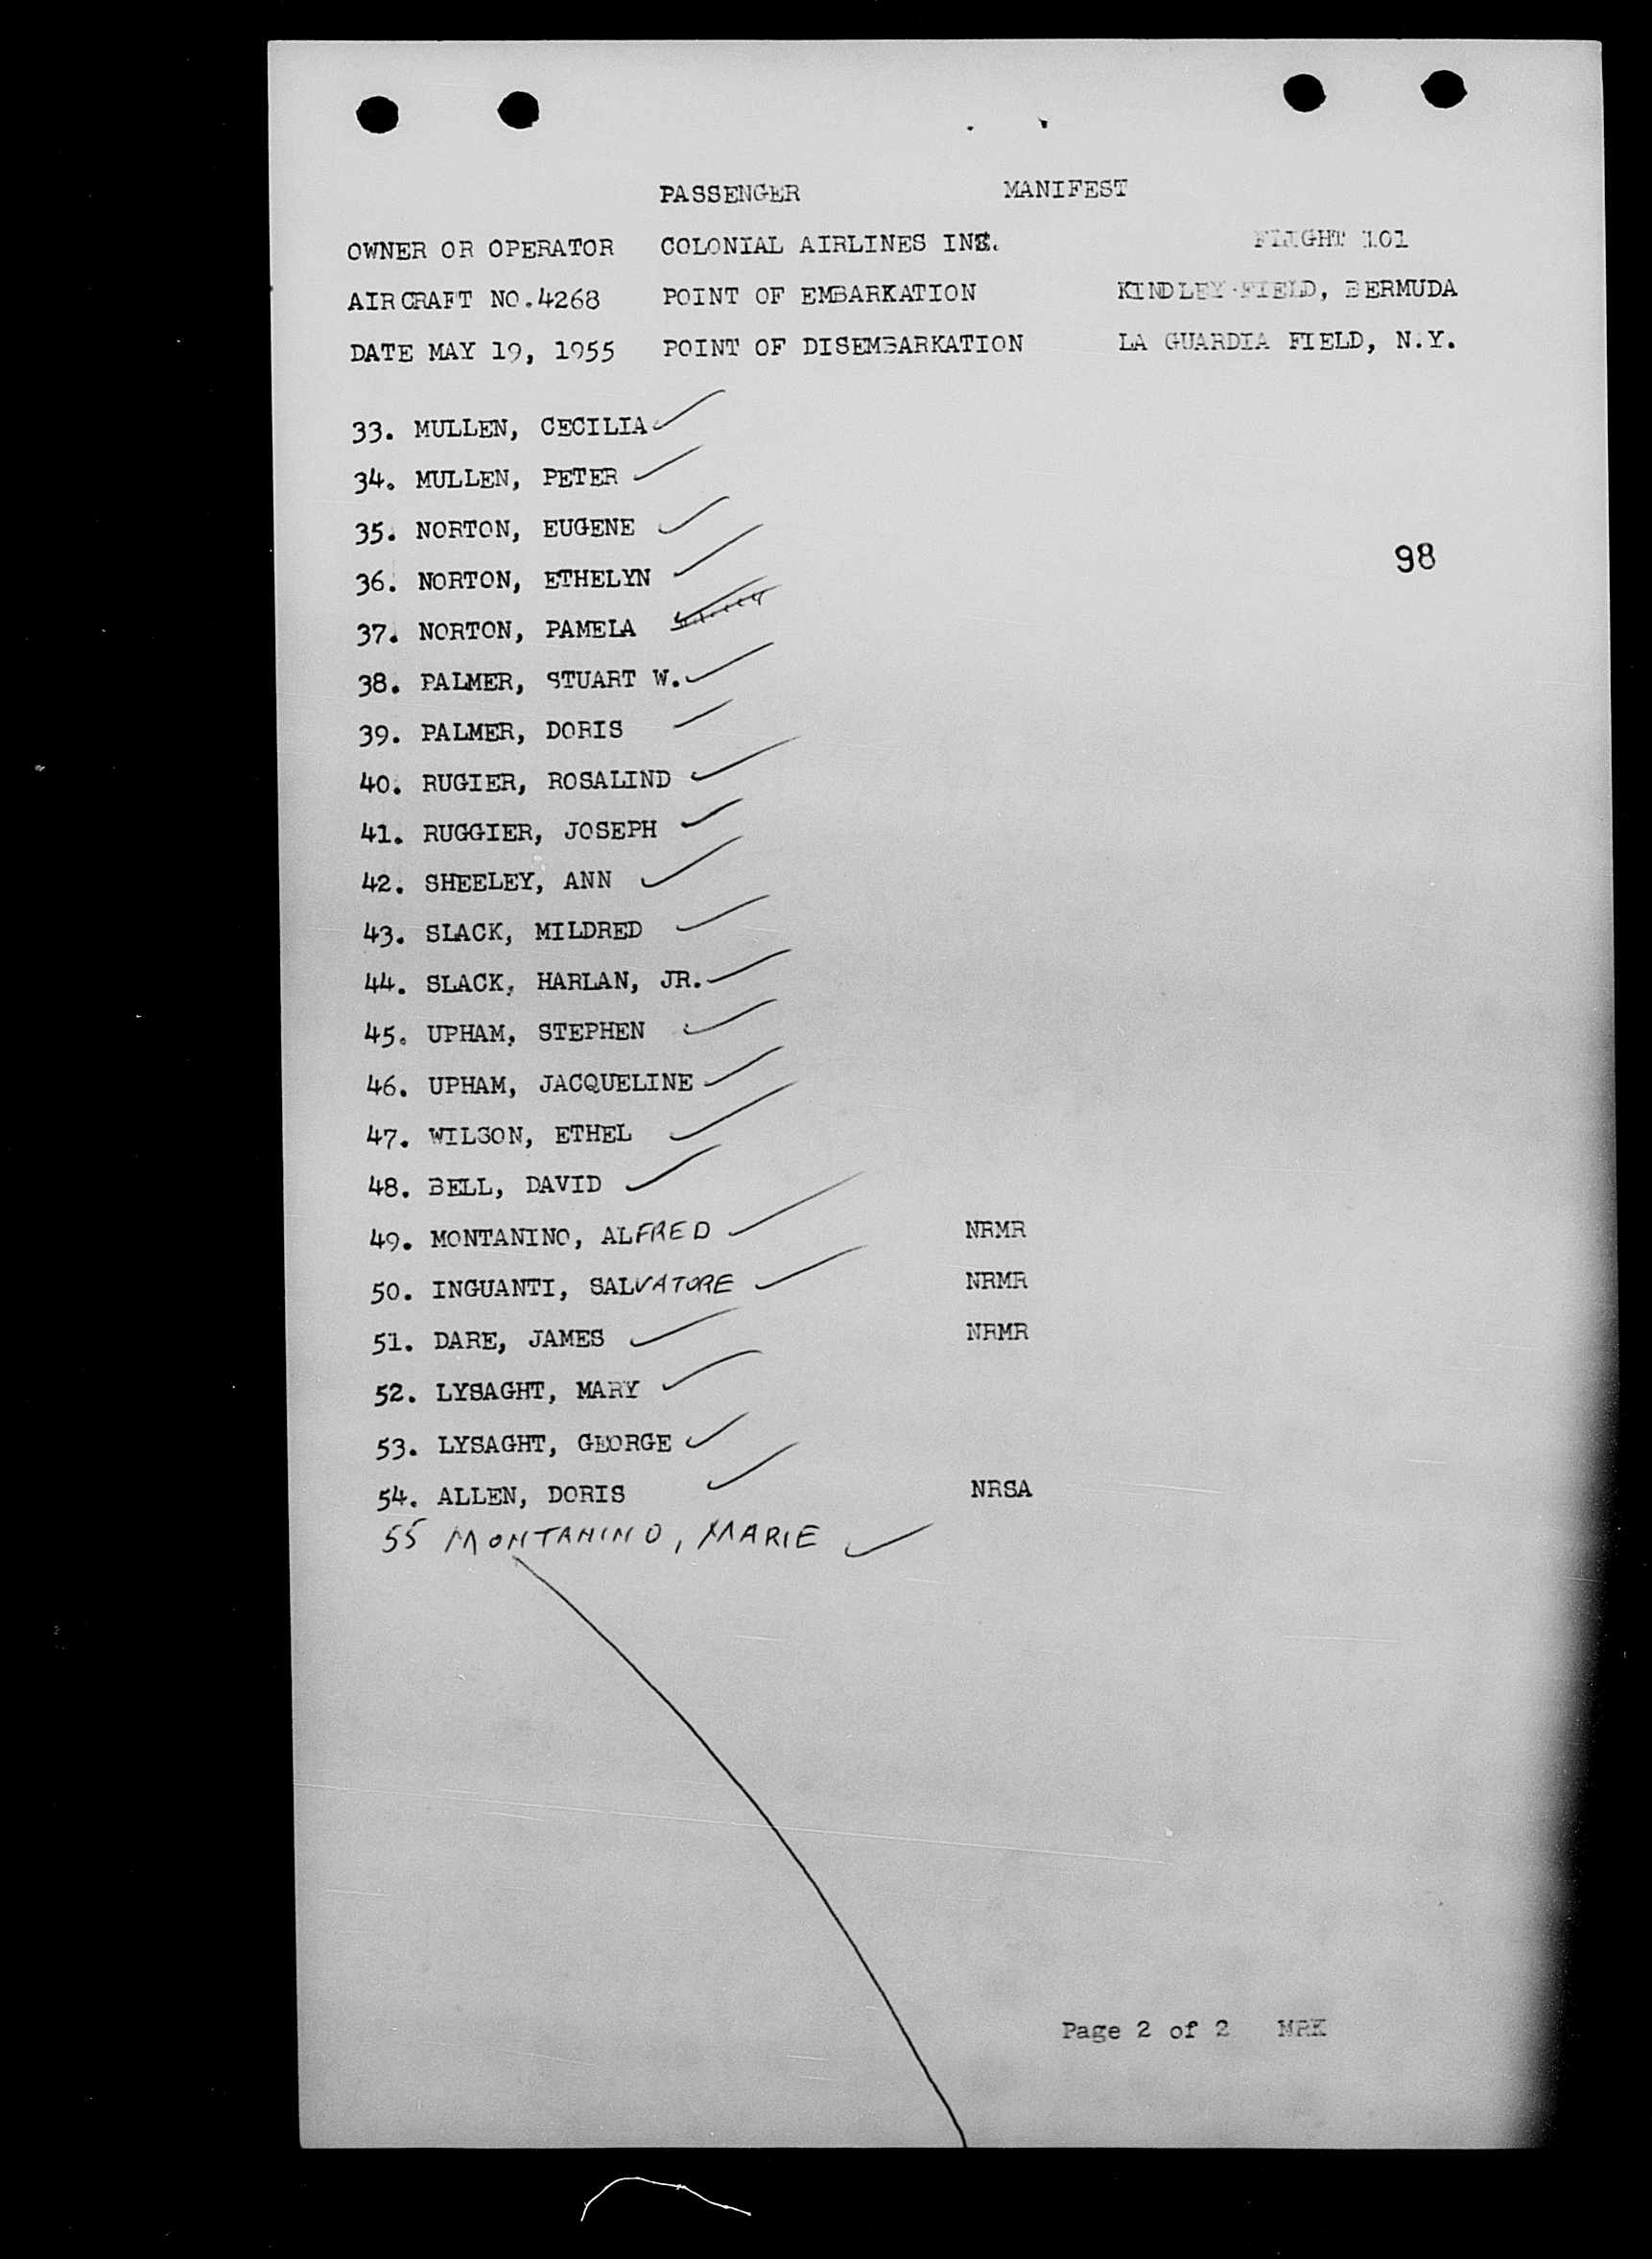 PASSENGER MANIFEST
OWNER OR OPERATOR COLONIAL AIRLINES INC. FLIGHT 101
AIRCRAFT NO.4268 POINT OF EMBARKATION KINDLEY FIELD, BERMUDA
DATE MAY 19, 1955 POINT OF DISEMBARKATION LA GUARDIA FIELD, N.Y.
33. MULLEN, CECILIA
34. MULLEN, PETER
35. NORTON, EUGENE
98
36. NORTON, ETHELYN
37. NORTON, PAMELA
38. PALMER, STUART W.
39. PALMER, DORIS
40. RUGIER, ROSALIND
41. RUGGIER, JOSEPH
42. SHEELEY, ANN
43. SLACK, MILDRED
44. SLACK, HARLAN, JR.
45. UPHAM, STEPHEN
46. UPHAM, JACQUELINE
47. WILSON, ETHEL
48. BELL, DAVID
49. MONTANINO, ALFRED NRMR
50. INGUANTI, SALVATORE NRMR
51. DARE, JAMES NRMR
52. LYSAGHT, MARY
53. LYSAGHT, GEORGE
54. ALLEN, DORIS NRSA
55 MONTANINO, MARIE
Page 2 of 2 MRK